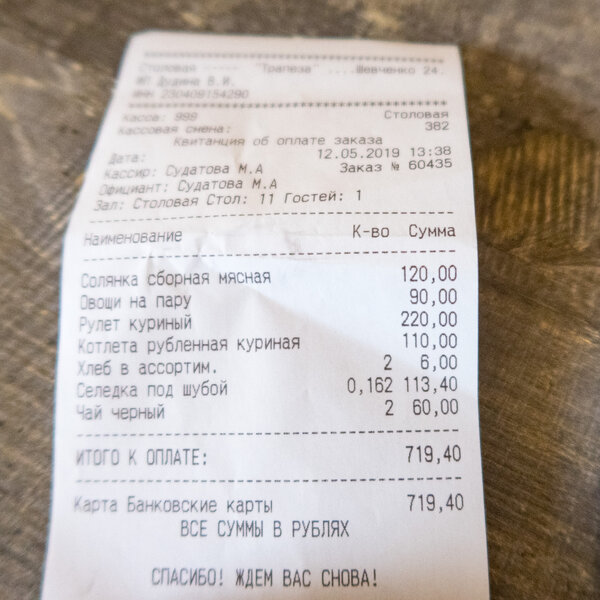 Столовая ----- "Трапеза" ....Шевченко 24.
ИП Дудина В.И.
ИНН 230409154290
Касса: 999 Столовая
Кассовая смена: 382
Квитанция об оплате заказа
Дата: 12.05.2019 13:38
Кассир: Судатова М.А Заказ № 60435
Официант: Судатова М.А
Зал: Столовая Стол: 11 Гостей: 1
Наименование К-во Сумма
Солянка сборная мясная 120,00
Овощи на пару 90,00
Рулет куриный 220,00
Котлета рубленная куриная 110,00
Хлеб в ассортим. 2 6,00
Селедка под шубой 0,162 113,40
Чай черный 2 60,00
ИТОГО К ОПЛАТЕ: 719,40
Карта Банковские карты 719,40
ВСЕ СУММЫ В РУБЛЯХ
СПАСИБО! ЖДЕМ ВАС СНОВА!